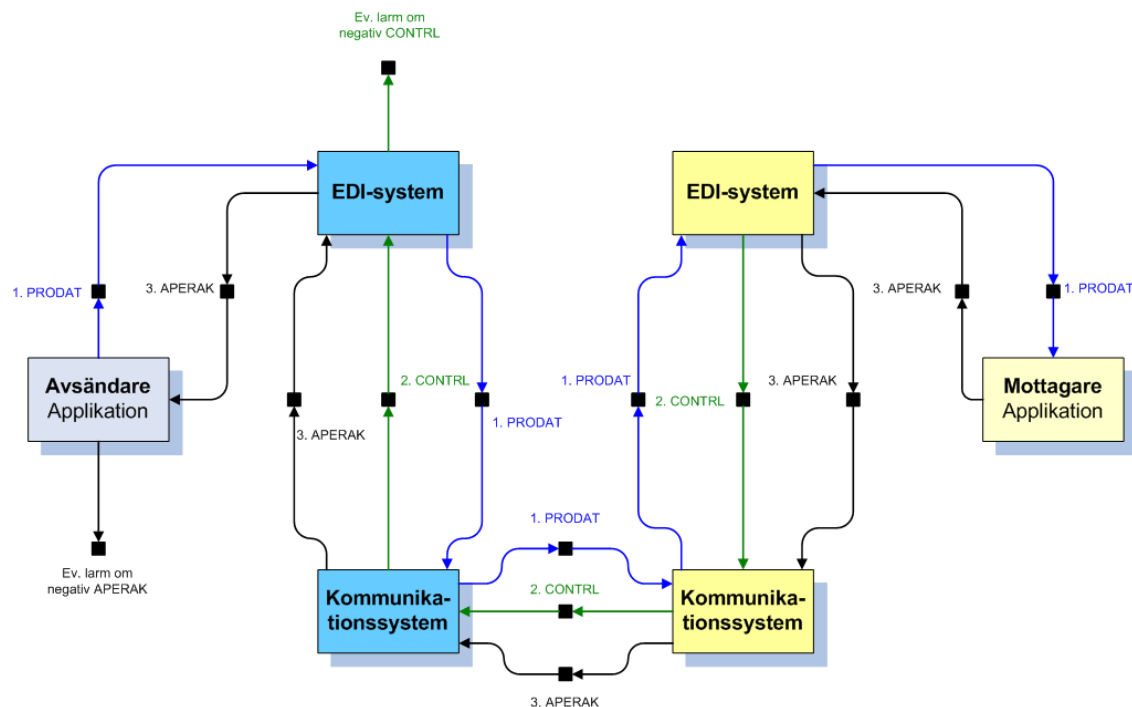 Ev. larm om
negativ CONTRL
EDI-system
EDI-system
1. PRODAT
3. APERAK
3. APERAK
1. PRODAT
Avsändare
Applikation
2. CONTRL
1. PRODAT
3. APERAK
1. PRODAT
2. CONTRL
3. APERAK
Mottagare
Applikation
1. PRODAT
Ev. larm om
negativ APERAK
Kommunika-
tionssystem
2. CONTRL
Kommunika-
tionssystem
3. APERAK